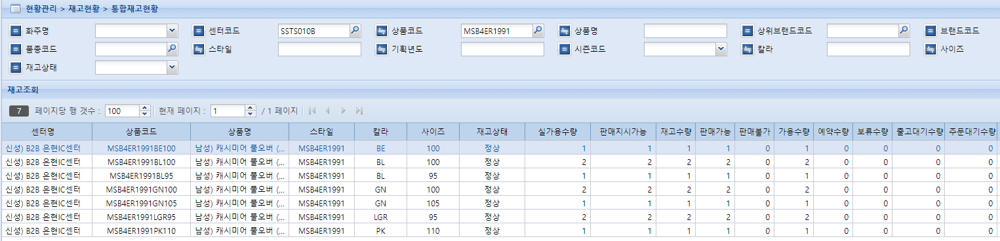 현황관리 > 재고현황 > 통합재고현황
화주명 센터코드 SSTS010B 상품코드 MSB4ER1991 상품명 상위브랜드코드 브랜드코드
품종코드 스타일 기획년도 시즌코드 칼라 사이즈
재고상태
재고조회
7 페이지당 행 갯수 : 100 현재 페이지 : 1 / 1 페이지
센터명 상품코드 상품명 스타일 칼라 사이즈 재고상태 실가용수량 판매지시가능 재고수량 판매가능 판매불가 가용수량 예약수량 보류수량 출고대기수량 주문대기수량
신성) B2B 은현IC센터 MSB4ER1991BE100 남성) 캐시미어 풀오버 (... MSB4ER1991 BE 100 정상 1 1 1 1 0 1 0 0 0 0
신성) B2B 은현IC센터 MSB4ER1991BL100 남성) 캐시미어 풀오버 (... MSB4ER1991 BL 100 정상 2 2 2 2 0 2 0 0 0 0
신성) B2B 은현IC센터 MSB4ER1991BL95 남성) 캐시미어 풀오버 (... MSB4ER1991 BL 95 정상 1 1 1 1 0 1 0 0 0 0
신성) B2B 은현IC센터 MSB4ER1991GN100 남성) 캐시미어 풀오버 (... MSB4ER1991 GN 100 정상 2 2 2 2 0 2 0 0 0 0
신성) B2B 은현IC센터 MSB4ER1991GN105 남성) 캐시미어 풀오버 (... MSB4ER1991 GN 105 정상 1 1 1 1 0 1 0 0 0 0
신성) B2B 은현IC센터 MSB4ER1991LGR95 남성) 캐시미어 풀오버 (... MSB4ER1991 LGR 95 정상 2 2 2 2 0 2 0 0 0 0
신성) B2B 은현IC센터 MSB4ER1991PK110 남성) 캐시미어 풀오버 (... MSB4ER1991 PK 110 정상 1 1 1 1 0 1 0 0 0 0